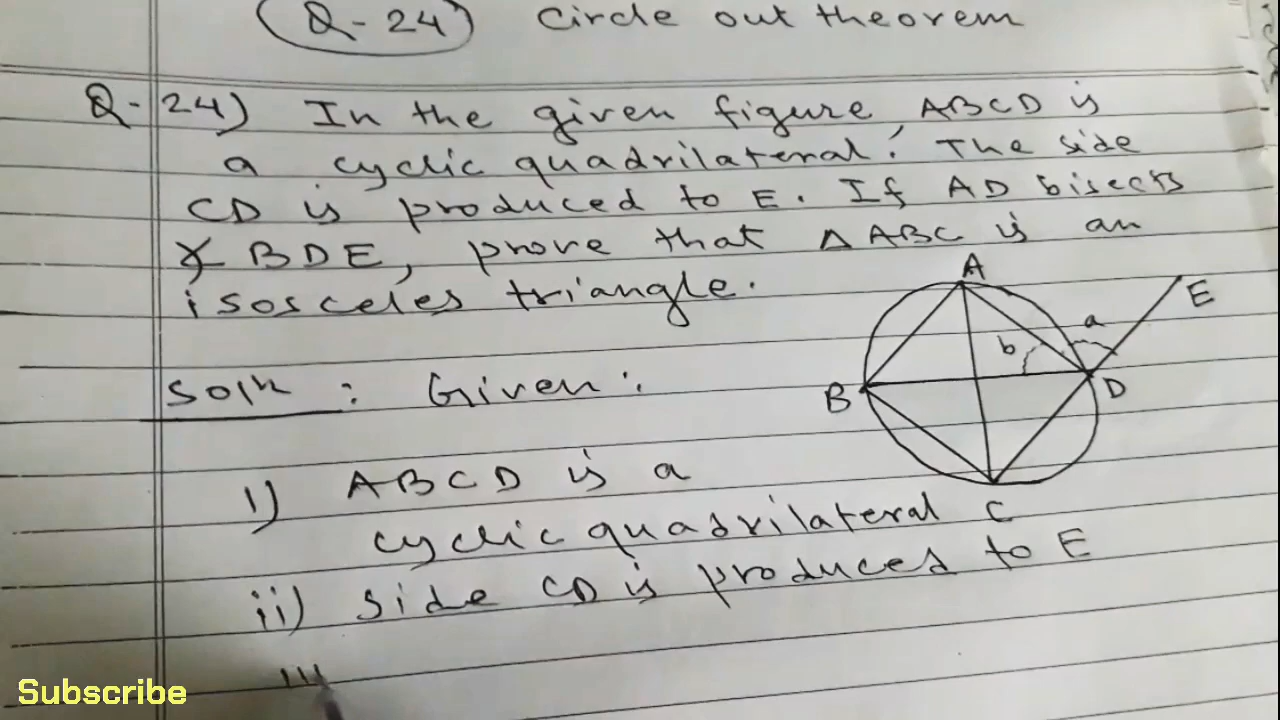 Q-24 Circle out theorem
Q-24) In the given figure, ABCD is
a cyclic quadrilateral. The side
CD is produced to E. If AD bisects
∡ BDE, prove that △ABC is an
isosceles triangle.
A
E
a
b
B
D
C
Soln : Given :
i) ABCD is a
cyclic quadrilateral
ii) Side CD is produced to E
iii
Subscribe